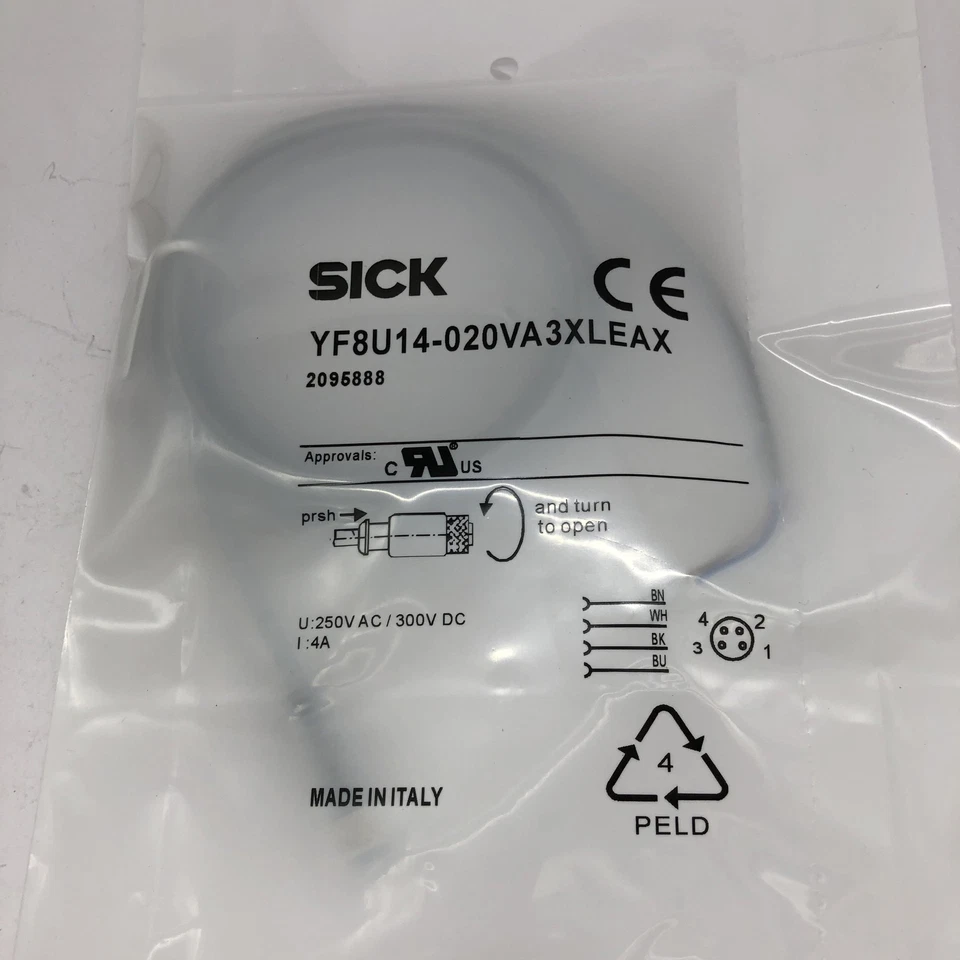 SICK CE
YF8U14-020VA3XLEAX
2095888
Approvals: C RU® US
prsh
and turn
to open
U:250V AC / 300V DC
I :4A
BN
WH
BK
BU
4 2
3 1
4
PELD
MADE IN ITALY